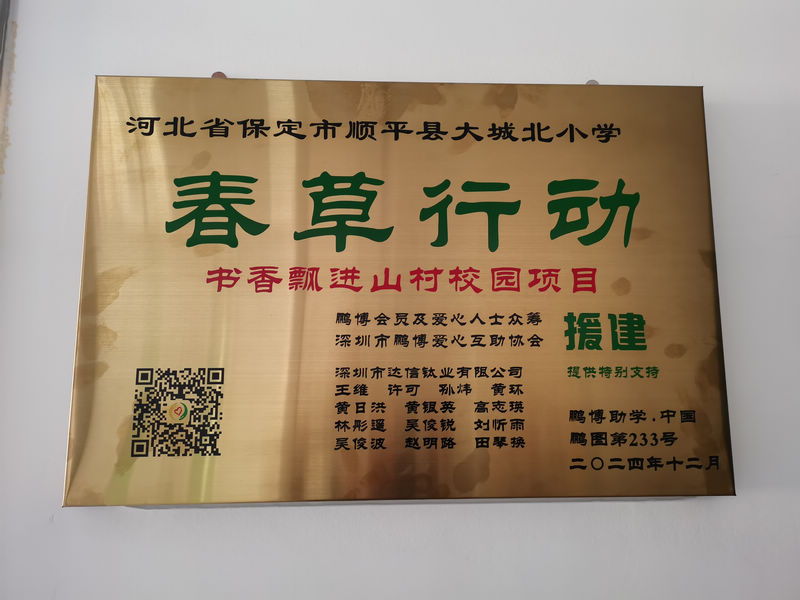 河北省保定市顺平县大城北小学
春草行动
书香飘进山村校园项目
鹏博会员及爱心人士众筹
深圳市鹏博爱心互助协会
援建
深圳市达信钛业有限公司
王维 许可 孙炜 黄环
黄日洪 黄银英 高志瑛
林彤遥 吴俊锐 刘忻雨
吴俊波 赵明路 田琴换
提供特别支持
鹏博助学.中国
鹏图第233号
二〇二四年十二月